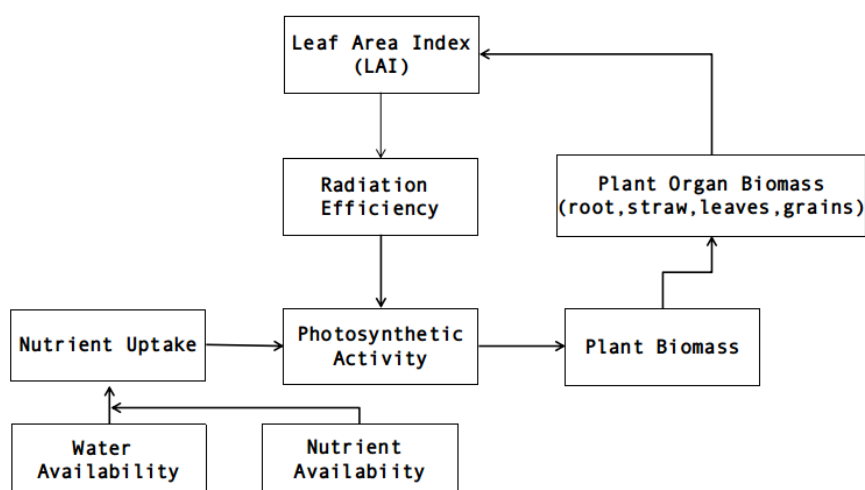 Leaf Area Index
(LAI)
Radiation
Efficiency
Plant Organ Biomass
(root,straw,leaves,grains)
Nutrient Uptake
Photosynthetic
Activity
Plant Biomass
Water
Availability
Nutrient
Availabiity